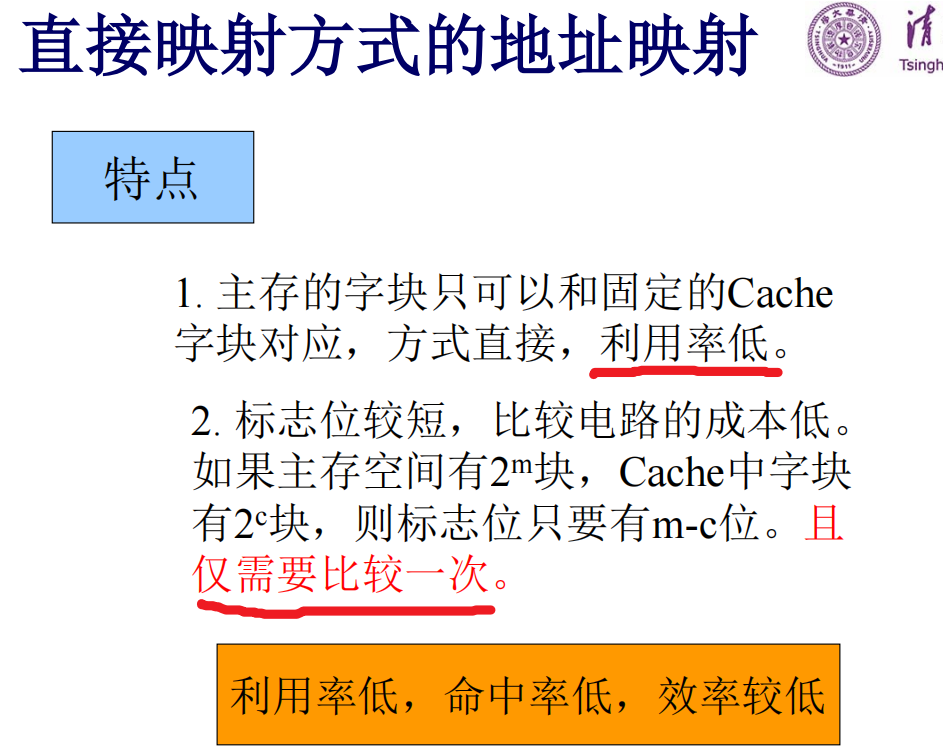 直接映射方式的地址映射
清
Tsingh
特点
1. 主存的字块只可以和固定的Cache
字块对应，方式直接，利用率低。
2. 标志位较短，比较电路的成本低。
如果主存空间有2ᵐ块，Cache中字块
有2ᶜ块，则标志位只要有m-c位。且
仅需要比较一次。
利用率低，命中率低，效率较低